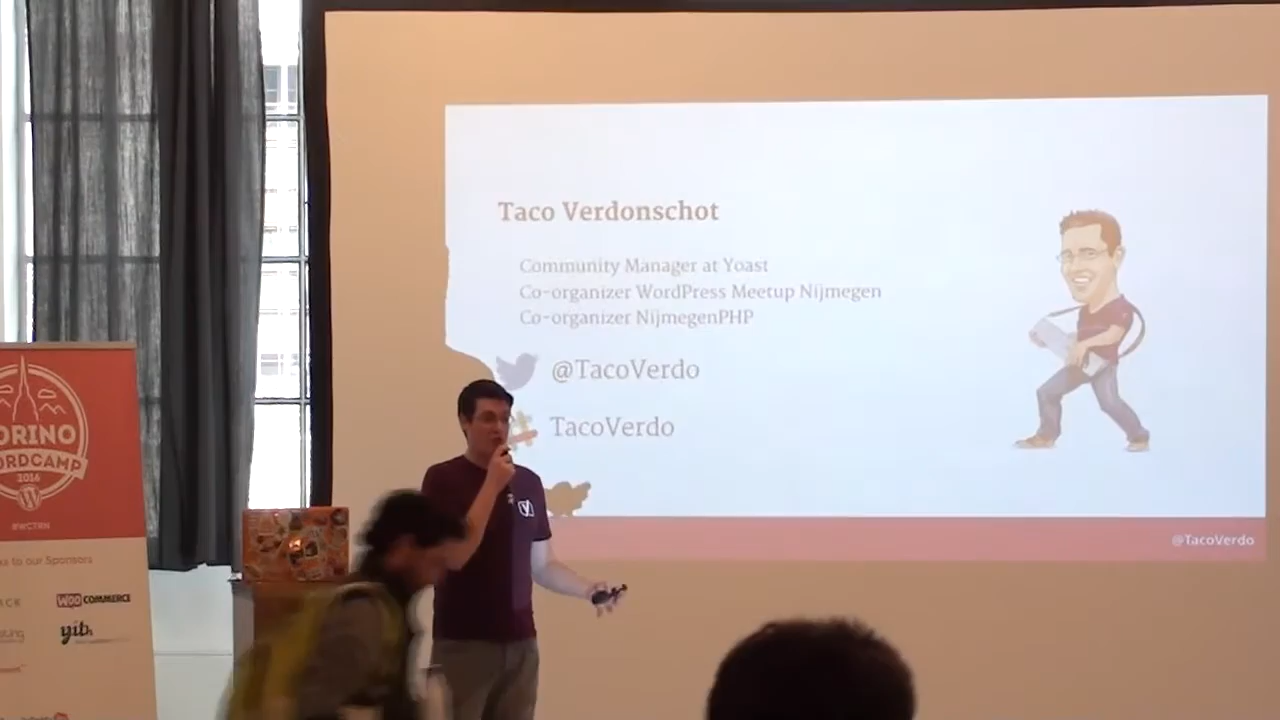 Taco Verdonschot
Community Manager at Yoast
Co-organizer WordPress Meetup Nijmegen
Co-organizer NijmegenPHP
@TacoVerdo
TacoVerdo
@TacoVerdo
ORINO
ORDCAMP
2016
#WCTRN
to our Sponsors
WOO COMMERCE
yith